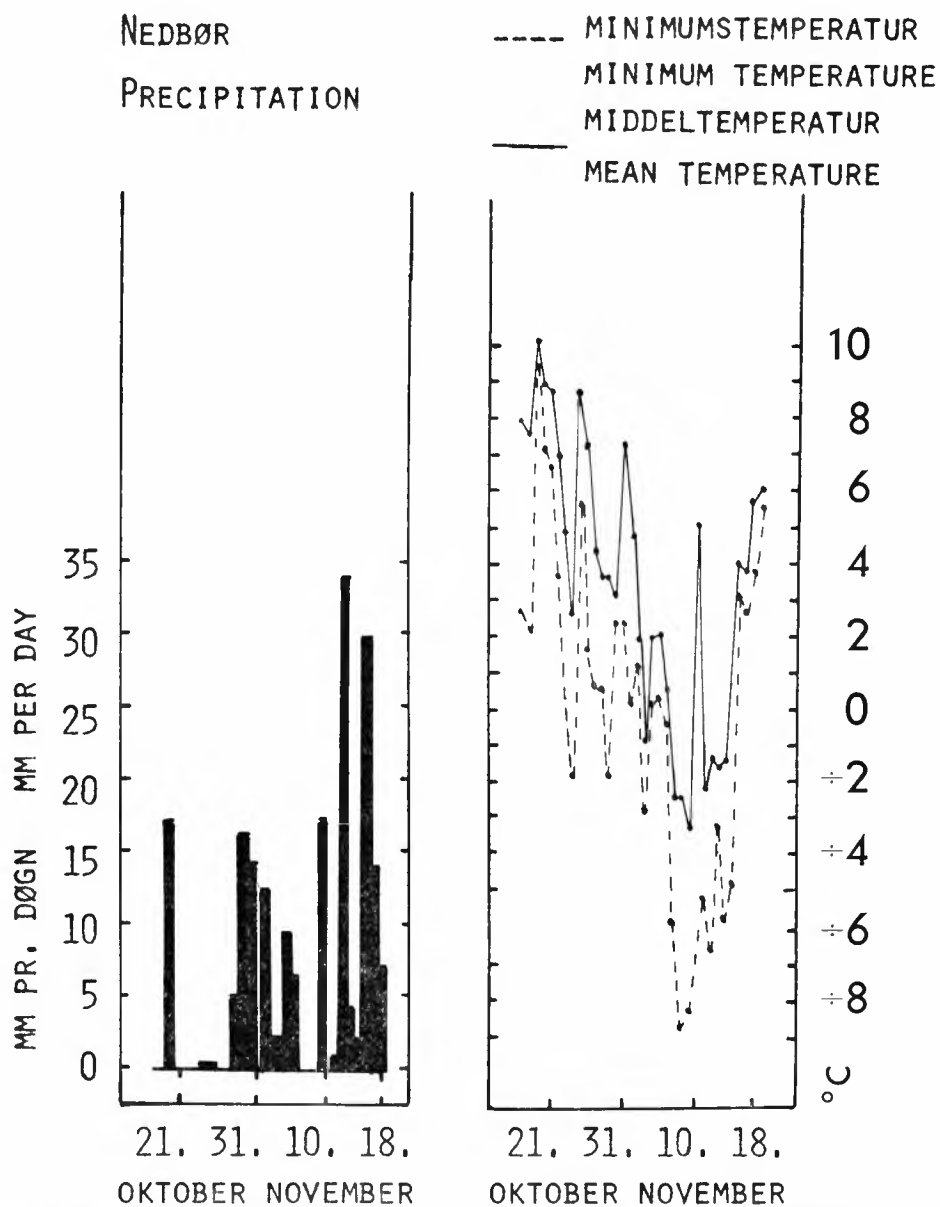 NEDBØR
PRECIPITATION
---- MINIMUMSTEMPERATUR
MINIMUM TEMPERATURE
MIDDELTEMPERATUR
MEAN TEMPERATURE
MM PR. DØGN MM PER DAY
35
30
25
20
15
10
5
0
21. 31. 10. 18.
OKTOBER NOVEMBER
10
8
6
4
2
0
÷2
÷4
÷6
÷8
°C
21. 31. 10. 18.
OKTOBER NOVEMBER